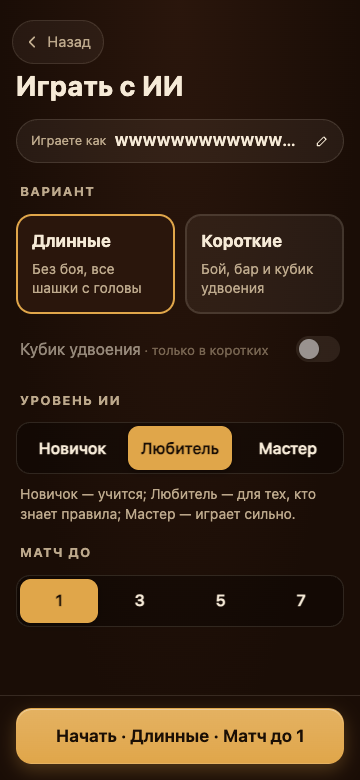 Назад
Играть с ИИ
Играете как WWWWWWWWWWWWW...
ВАРИАНТ
Длинные
Без боя, все
шашки с головы
Короткие
Бой, бар и кубик
удвоения
Кубик удвоения · только в коротких
УРОВЕНЬ ИИ
Новичок Любитель Мастер
Новичок — учится; Любитель — для тех, кто
знает правила; Мастер — играет сильно.
МАТЧ ДО
1 3 5 7
Начать · Длинные · Матч до 1